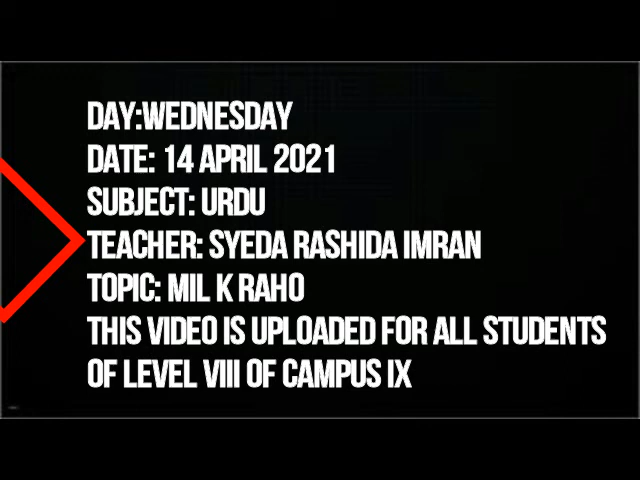 DAY:WEDNESDAY
DATE: 14 APRIL 2021
SUBJECT: URDU
TEACHER: SYEDA RASHIDA IMRAN
TOPIC: MIL K RAHO
THIS VIDEO IS UPLOADED FOR ALL STUDENTS
OF LEVEL VIII OF CAMPUS IX